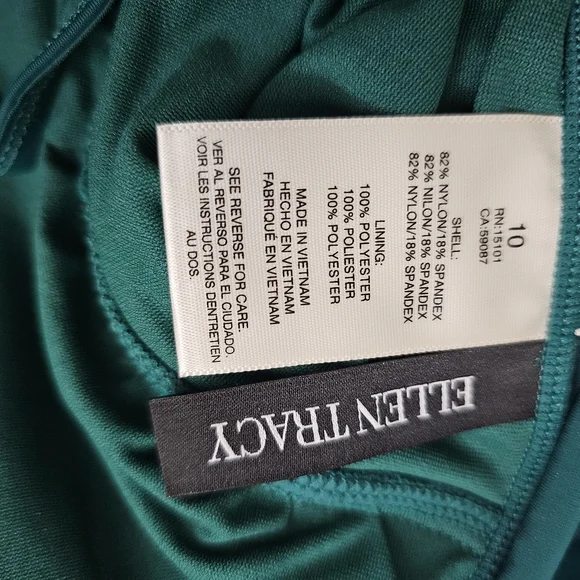 10
RN:15101
CA:59087
SHELL:
82% NYLON/18% SPANDEX
82% NILON/18% SPANDEX
82% NYLON/18% SPANDEX
LINING:
100% POLYESTER
100% POLIESTER
100% POLYESTER
MADE IN VIETNAM
HECHO EN VIETNAM
FABRIQUÉ EN VIETNAM
SEE REVERSE FOR CARE.
VER AL REVERSO PARA EL CIUDADO.
VOIR LES INSTRUCTIONS DENTRETIEN
AU DOS.
ELLEN TRACY